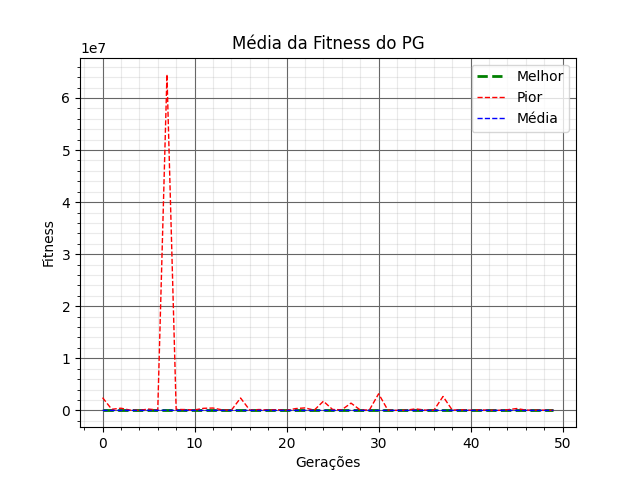 Média da Fitness do PG
1e7
Melhor
Pior
Média
6
5
4
3
2
1
0
Fitness
0 10 20 30 40 50
Gerações